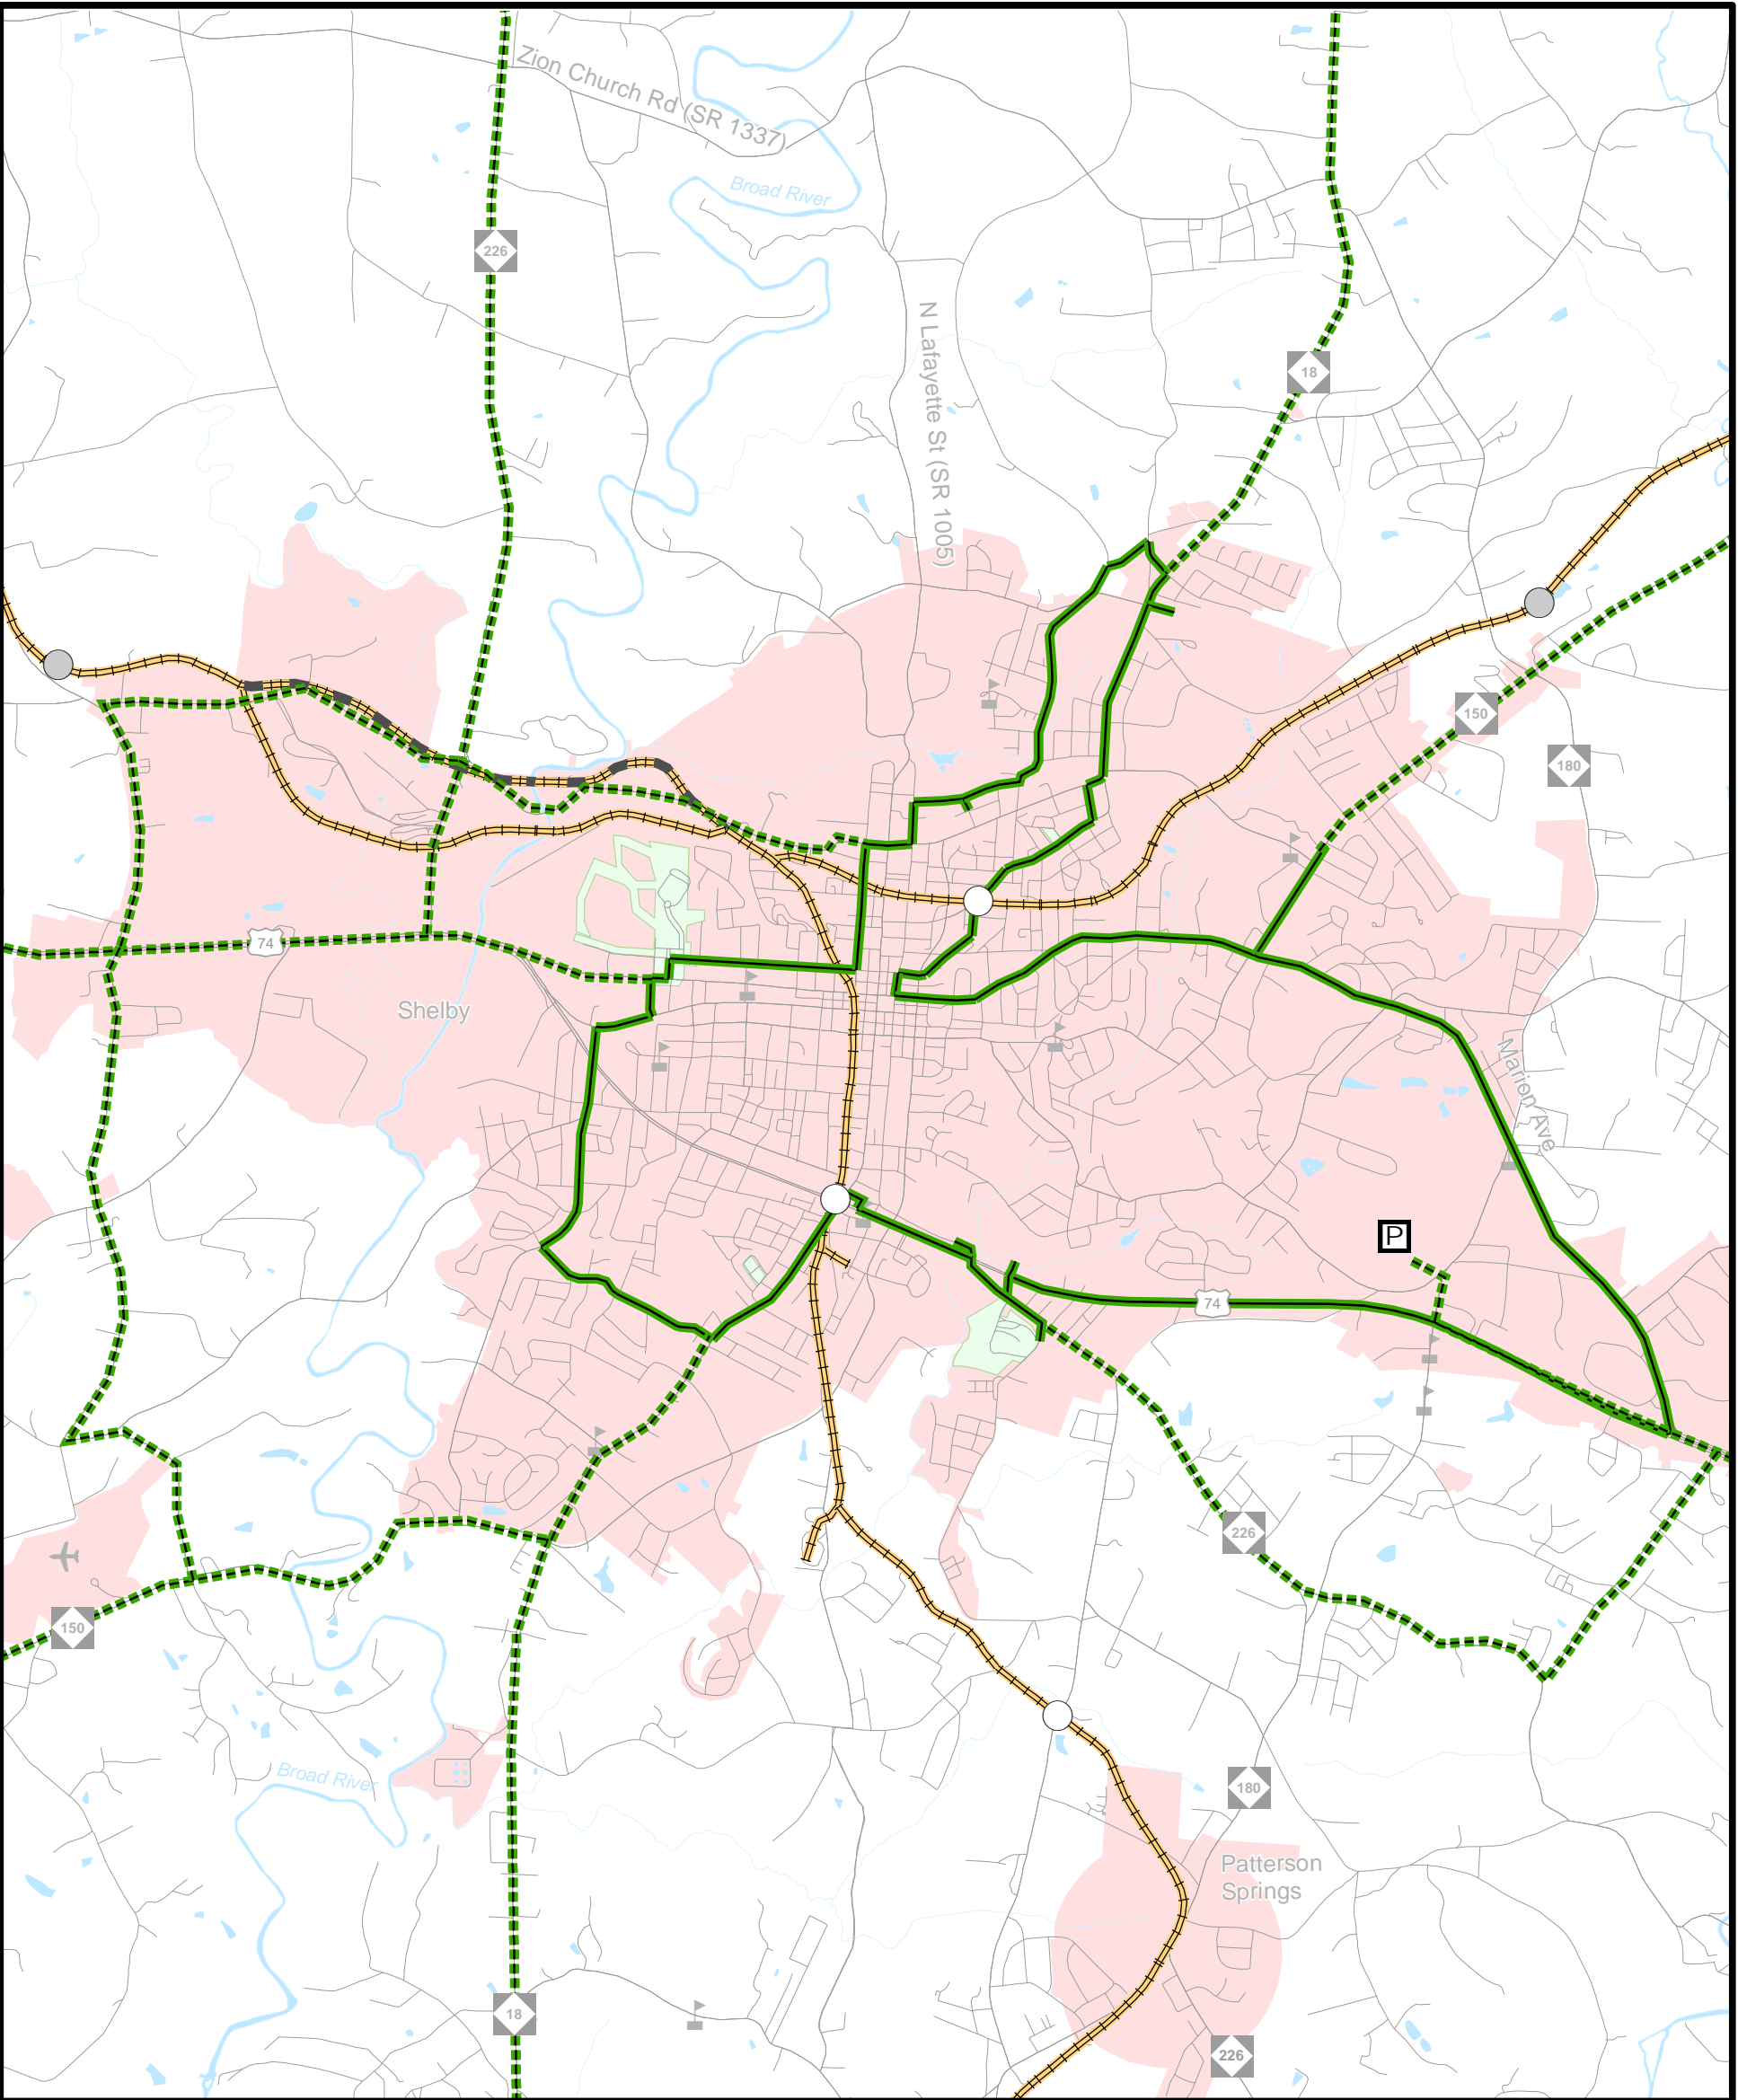 Zion Church Rd (SR 1337)
Broad River
226
N Lafayette St (SR 1005)
18
150
180
74
Shelby
Marion Ave
P
74
226
150
Broad River
180
Patterson
Springs
18
226